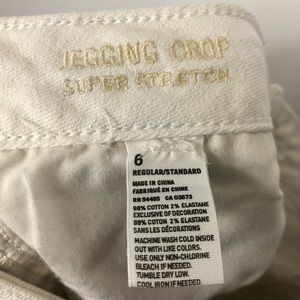 JEGGING CROP
SUPER STRETCH
6
REGULAR/STANDARD
MADE IN CHINA
FABRIQUÉ EN CHINE
RN 54485 CA 03873
98% COTTON 2% ELASTANE
EXCLUSIVE OF DECORATION
98% COTON 2% ELASTANE
SANS LES DÉCORATIONS
MACHINE WASH COLD INSIDE
OUT WITH LIKE COLORS.
USE ONLY NON-CHLORINE
BLEACH IF NEEDED.
TUMBLE DRY LOW.
COOL IRON IF NEEDED.